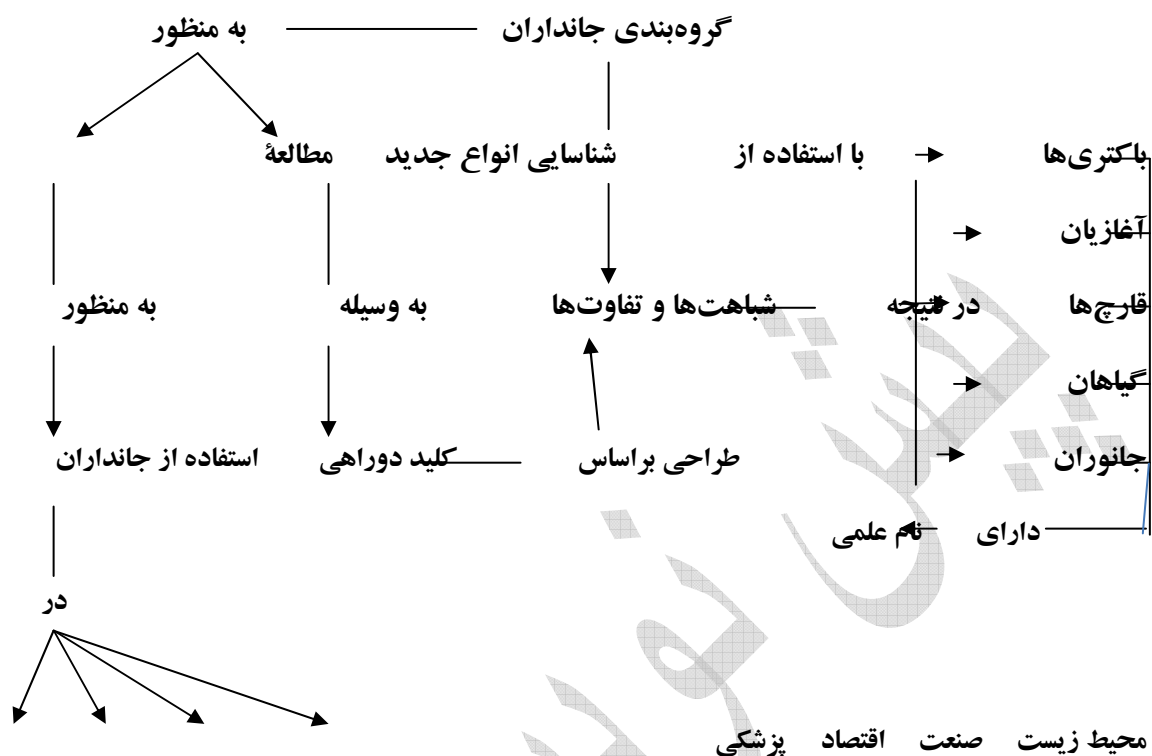 گروه‌بندی جانداران به منظور
باکتری‌ها با استفاده از شناسایی انواع جدید مطالعهٔ
آغازیان
قارچ‌ها در نتیجه شباهت‌ها و تفاوت‌ها به وسیله به منظور
گیاهان
جانوران طراحی براساس کلید دوراهی استفاده از جانداران
دارای نام علمی
در
محیط زیست صنعت اقتصاد پزشکی
پیش نویس